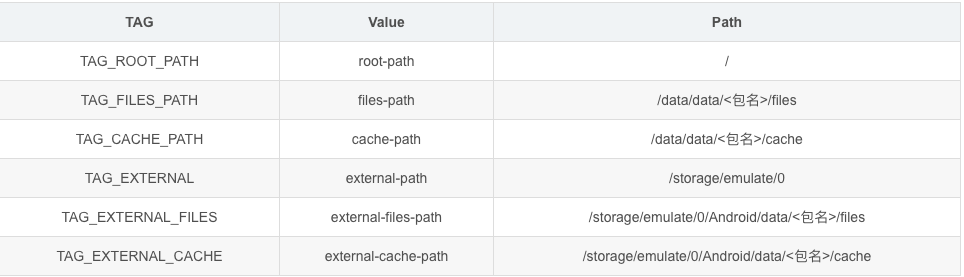 TAG Value Path
TAG_ROOT_PATH root-path /
TAG_FILES_PATH files-path /data/data/<包名>/files
TAG_CACHE_PATH cache-path /data/data/<包名>/cache
TAG_EXTERNAL external-path /storage/emulate/0
TAG_EXTERNAL_FILES external-files-path /storage/emulate/0/Android/data/<包名>/files
TAG_EXTERNAL_CACHE external-cache-path /storage/emulate/0/Android/data/<包名>/cache